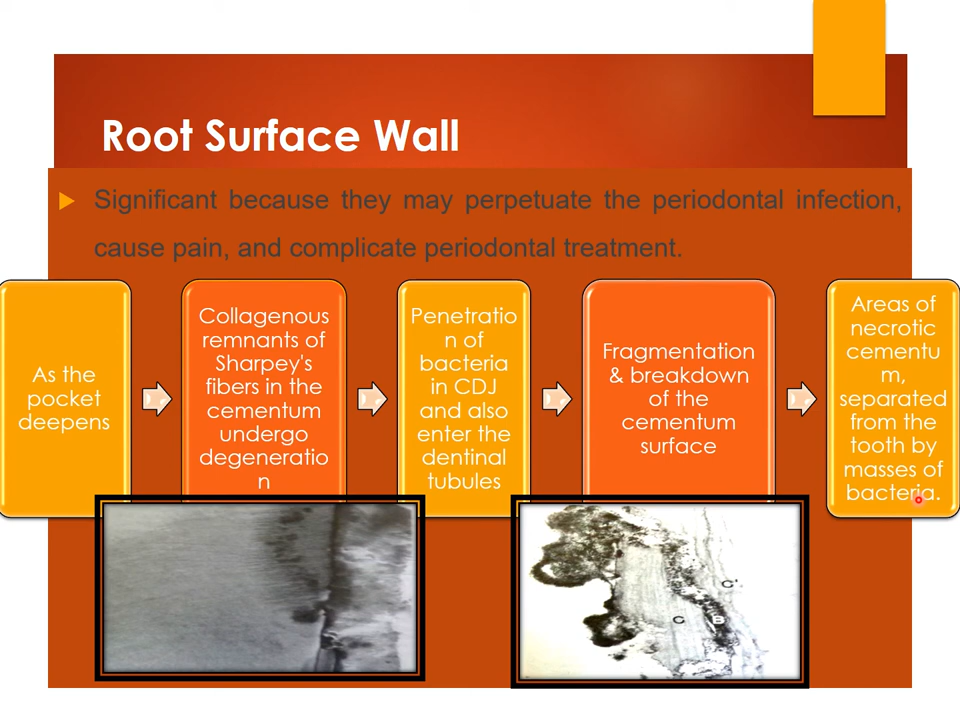 Root Surface Wall
Significant because they may perpetuate the periodontal infection,
cause pain, and complicate periodontal treatment.
As the
pocket
deepens
Collagenous
remnants of
Sharpey's
fibers in the
cementum
undergo
degeneratio
n
Penetratio
n of
bacteria
in CDJ
and also
enter the
dentinal
tubules
Fragmentation
& breakdown
of the
cementum
surface
Areas of
necrotic
cementu
m,
separated
from the
tooth by
masses of
bacteria.
C'
C B